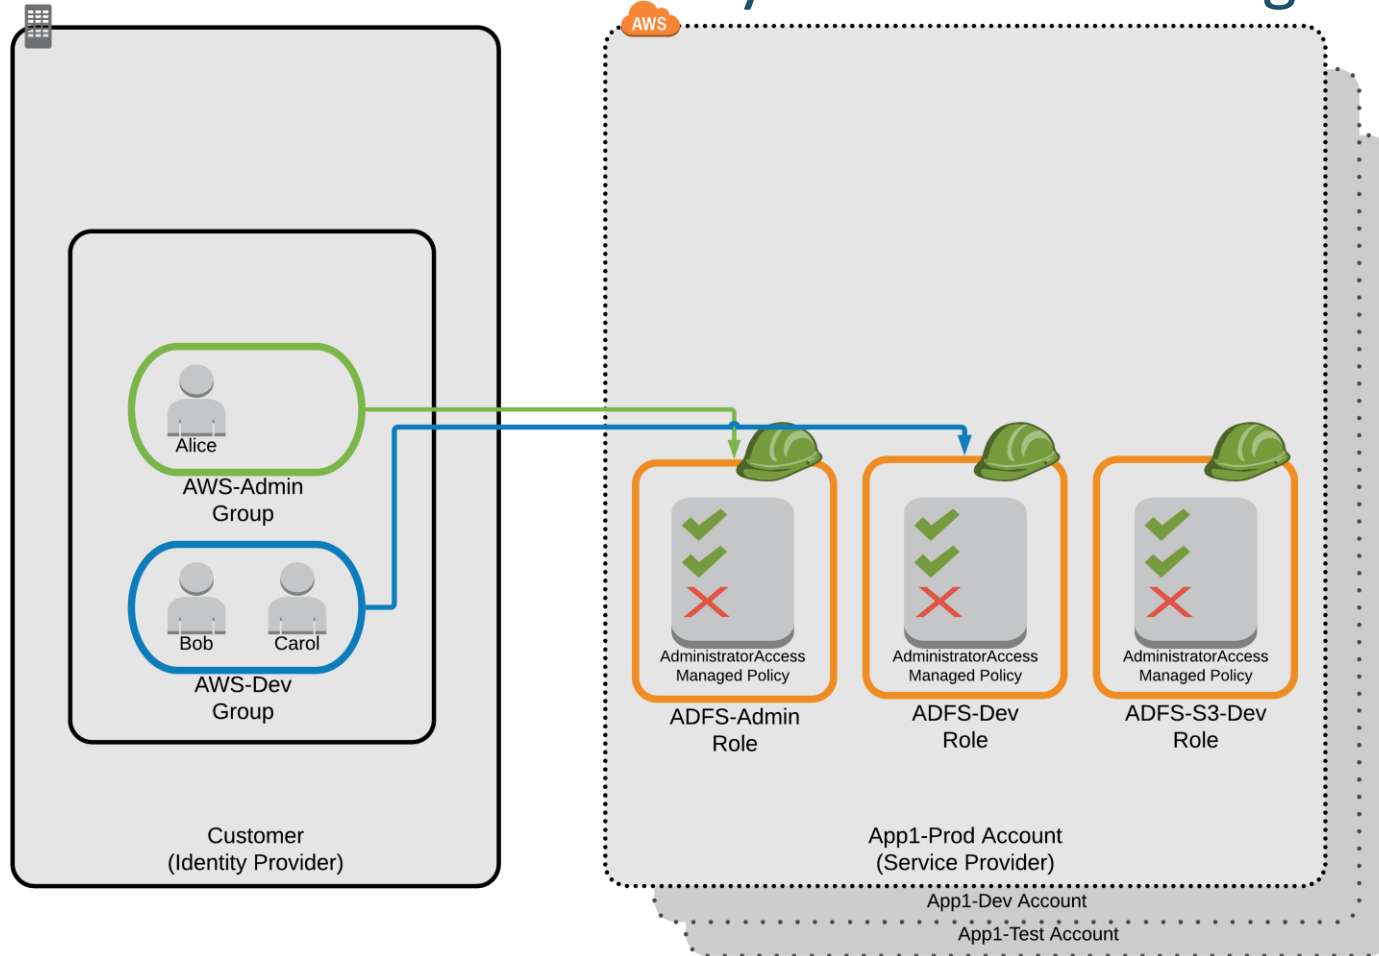 AWS
Alice
AWS-Admin
Group
Bob
Carol
AWS-Dev
Group
Customer
(Identity Provider)
AdministratorAccess
Managed Policy
ADFS-Admin
Role
AdministratorAccess
Managed Policy
ADFS-Dev
Role
AdministratorAccess
Managed Policy
ADFS-S3-Dev
Role
App1-Prod Account
(Service Provider)
App1-Dev Account
App1-Test Account